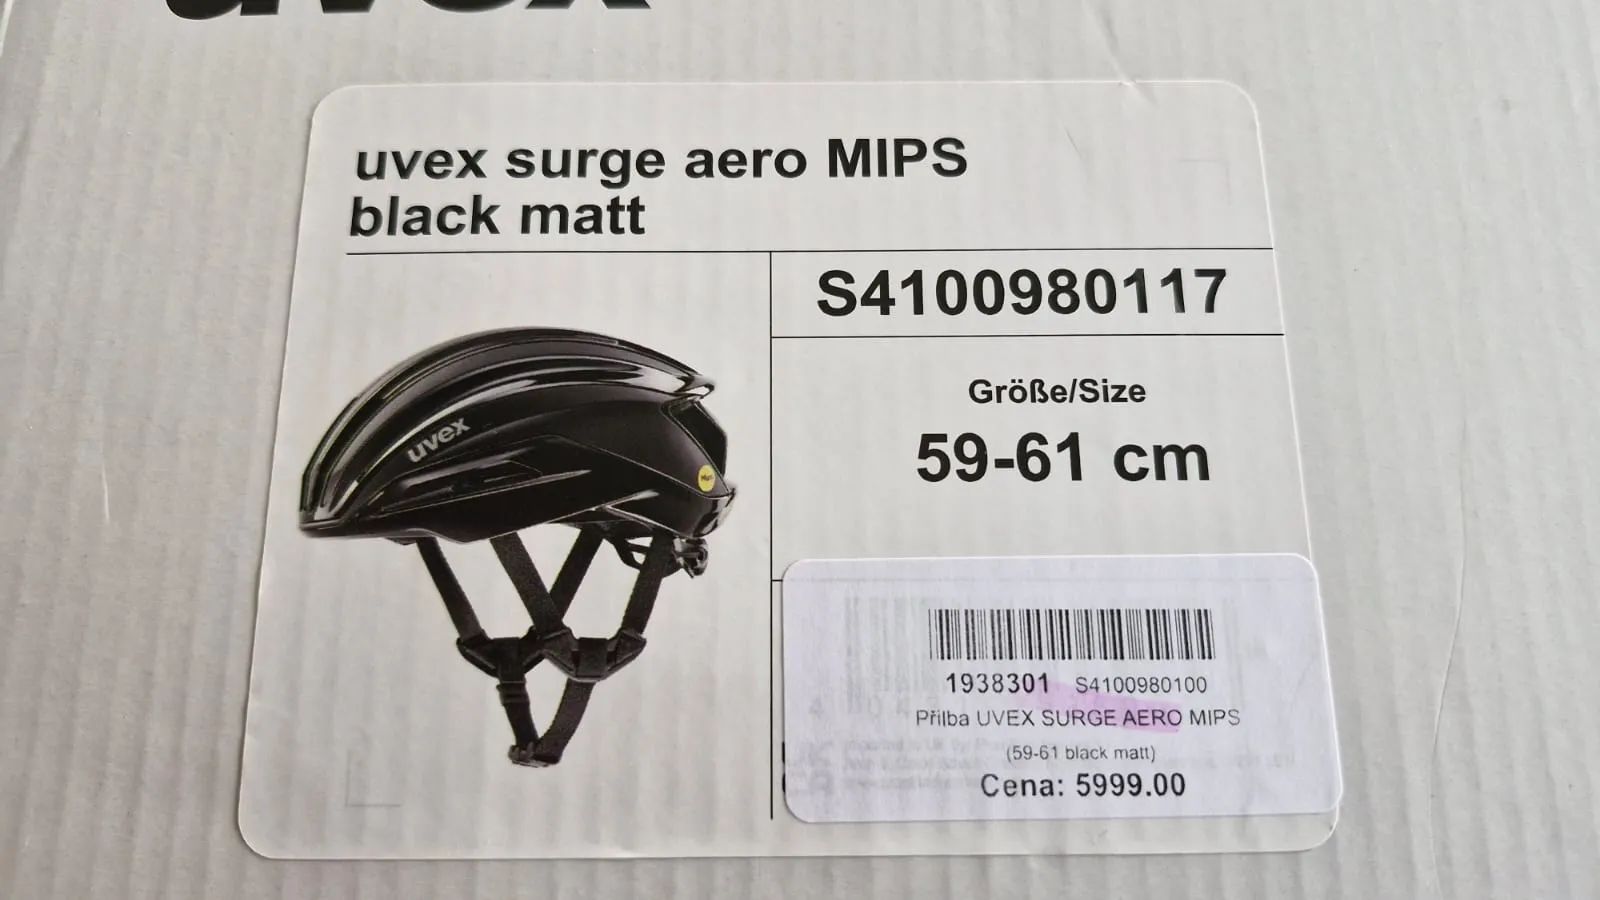 uvex
uvex surge aero MIPS
black matt
S4100980117
Größe/Size
59-61 cm
uvex
1938301 S4100980100
Přilba UVEX SURGE AERO MIPS
(59-61 black matt)
Cena: 5999.00